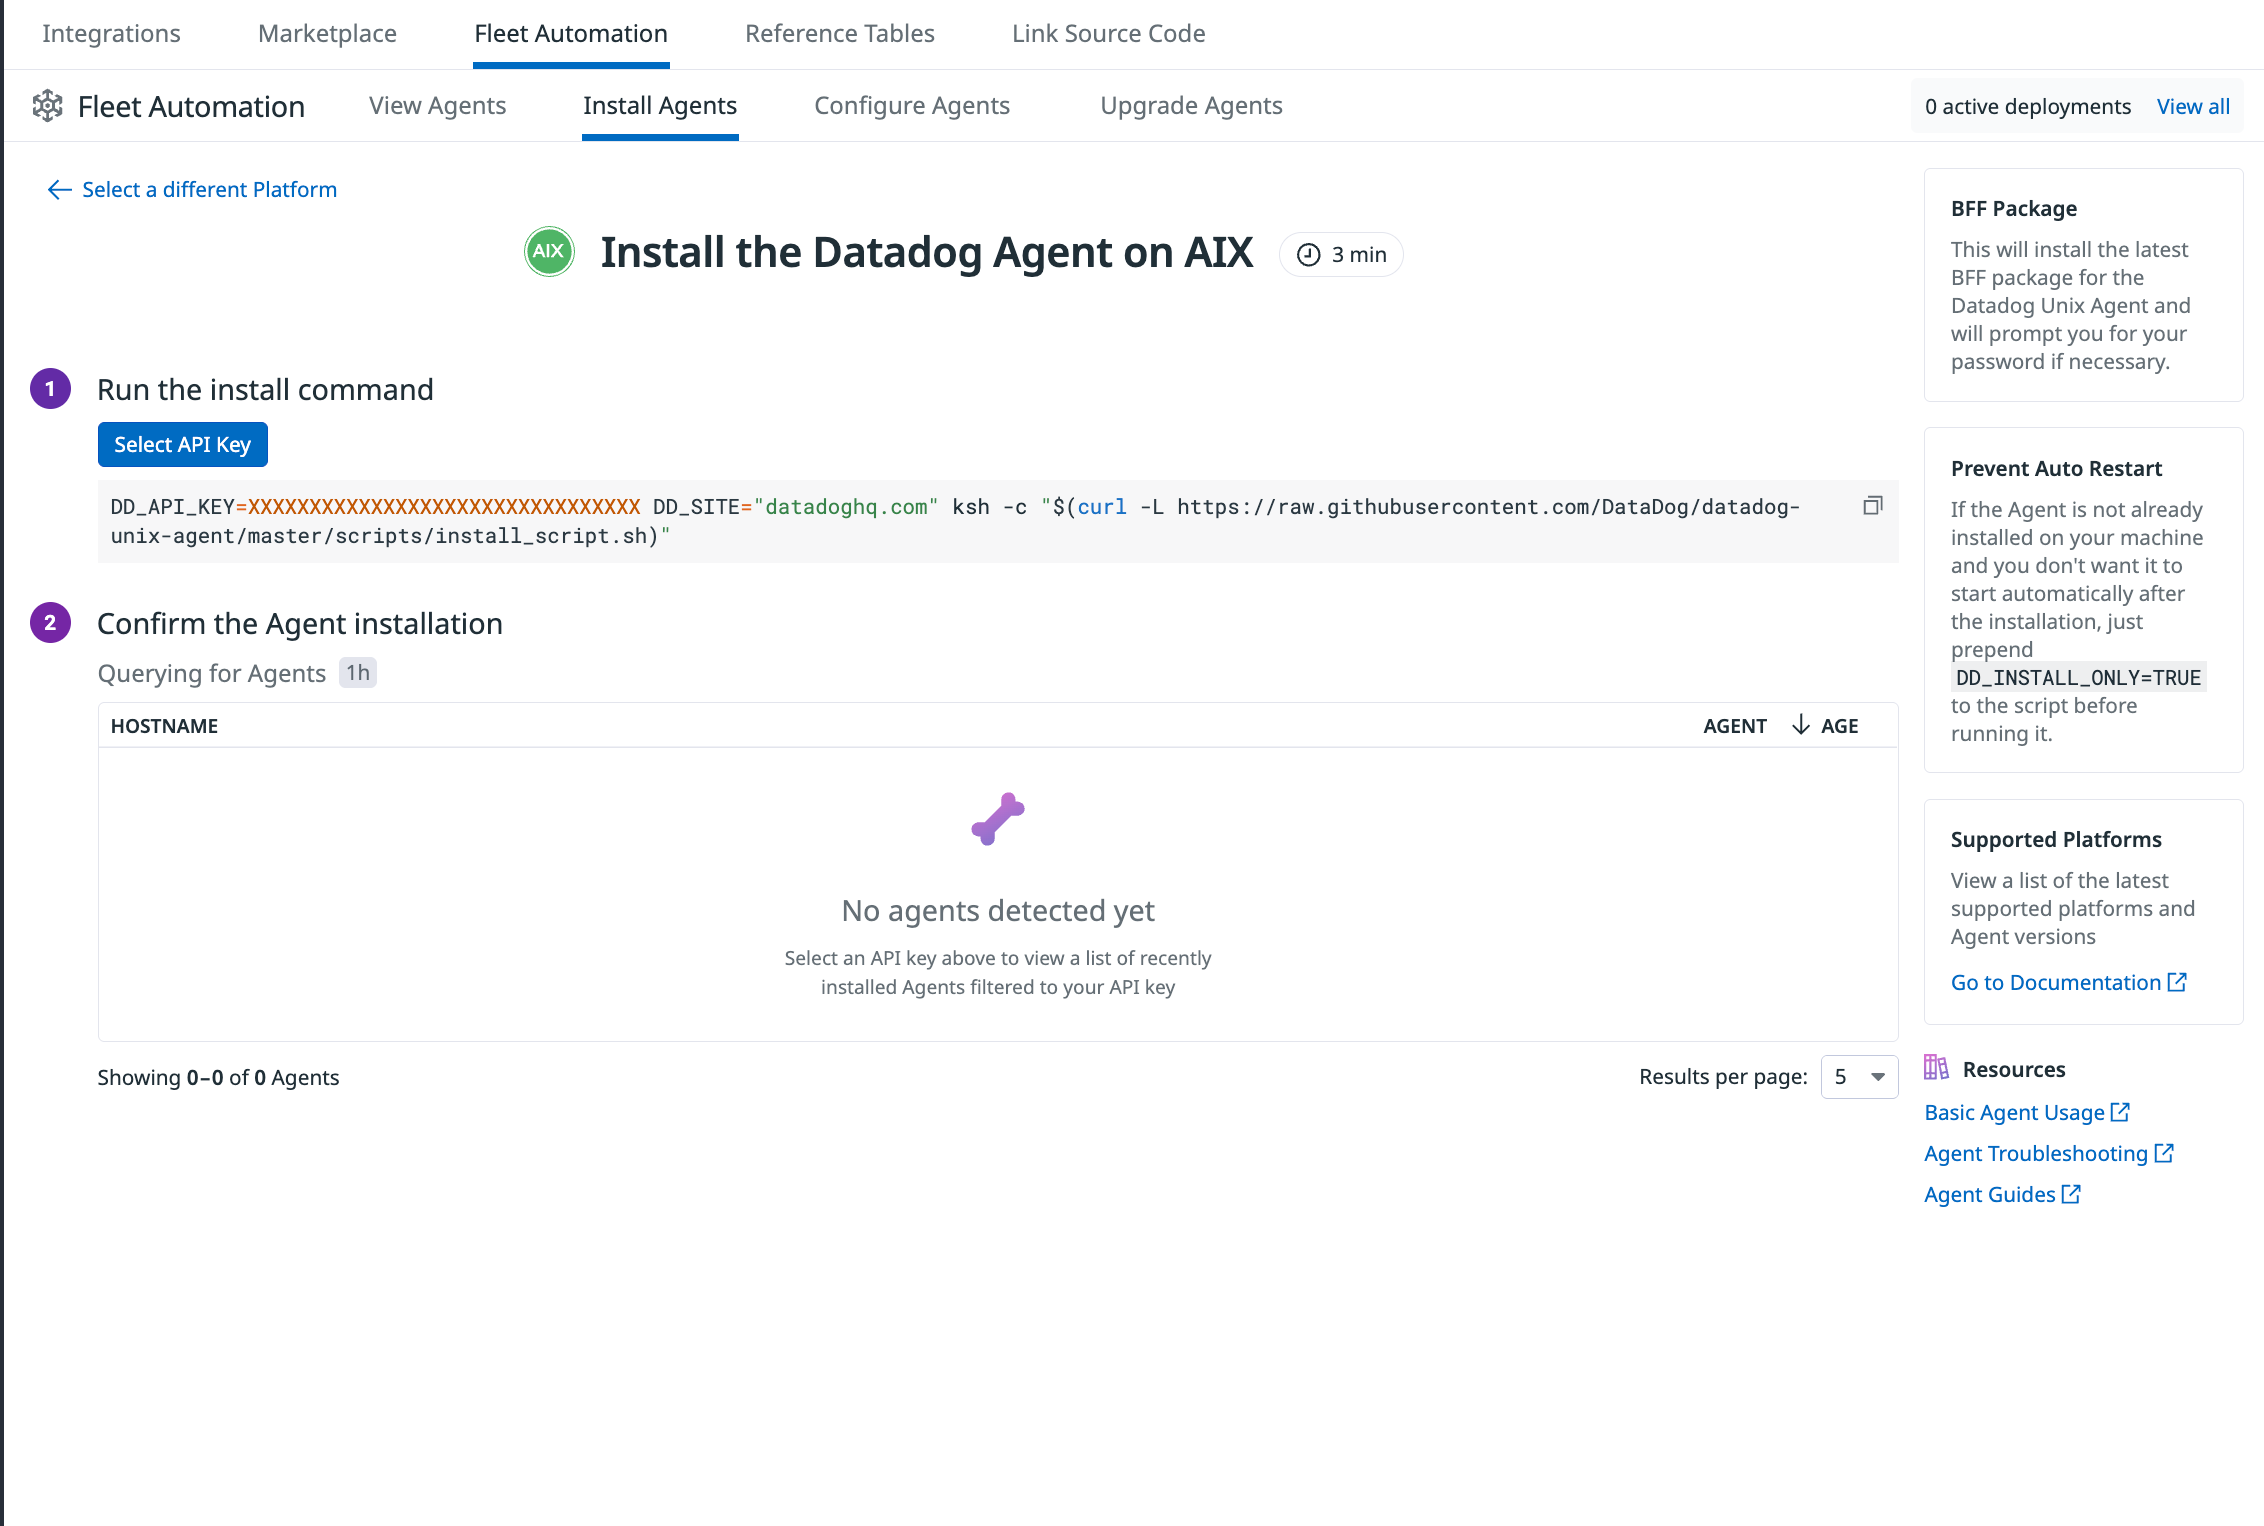 Integrations Marketplace Fleet Automation Reference Tables Link Source Code
Fleet Automation View Agents Install Agents Configure Agents Upgrade Agents 0 active deployments View all
Select a different Platform
AIX Install the Datadog Agent on AIX 3 min
1 Run the install command
Select API Key
DD_API_KEY=XXXXXXXXXXXXXXXXXXXXXXXXXXXXXXXX DD_SITE="datadoghq.com" ksh -c "$(curl -L https://raw.githubusercontent.com/DataDog/datadog-
unix-agent/master/scripts/install_script.sh)"
2 Confirm the Agent installation
Querying for Agents 1h
HOSTNAME AGENT AGE
No agents detected yet
Select an API key above to view a list of recently
installed Agents filtered to your API key
Showing 0–0 of 0 Agents Results per page: 5
BFF Package
This will install the latest
BFF package for the
Datadog Unix Agent and
will prompt you for your
password if necessary.
Prevent Auto Restart
If the Agent is not already
installed on your machine
and you don't want it to
start automatically after
the installation, just
prepend
DD_INSTALL_ONLY=TRUE
to the script before
running it.
Supported Platforms
View a list of the latest
supported platforms and
Agent versions
Go to Documentation
Resources
Basic Agent Usage
Agent Troubleshooting
Agent Guides